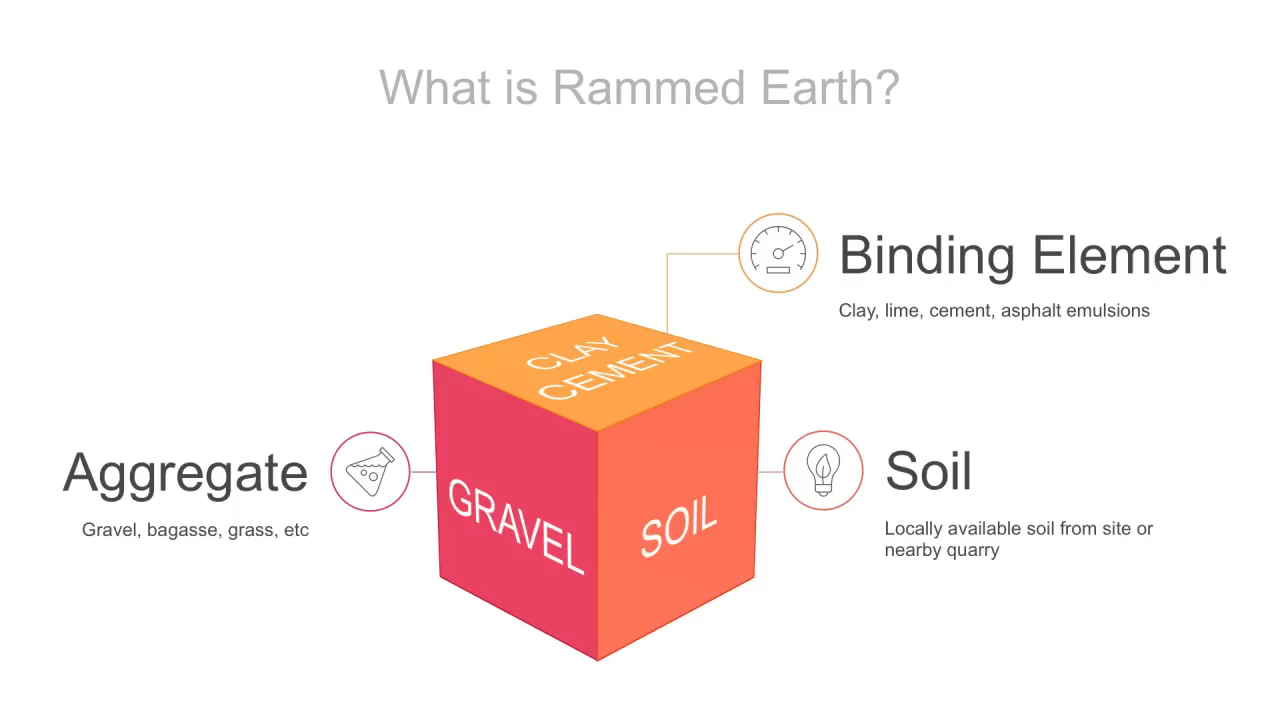 What is Rammed Earth?
Binding Element
Clay, lime, cement, asphalt emulsions
CLAY
CEMENT
Aggregate
Gravel, bagasse, grass, etc
GRAVEL
SOIL
Soil
Locally available soil from site or
nearby quarry